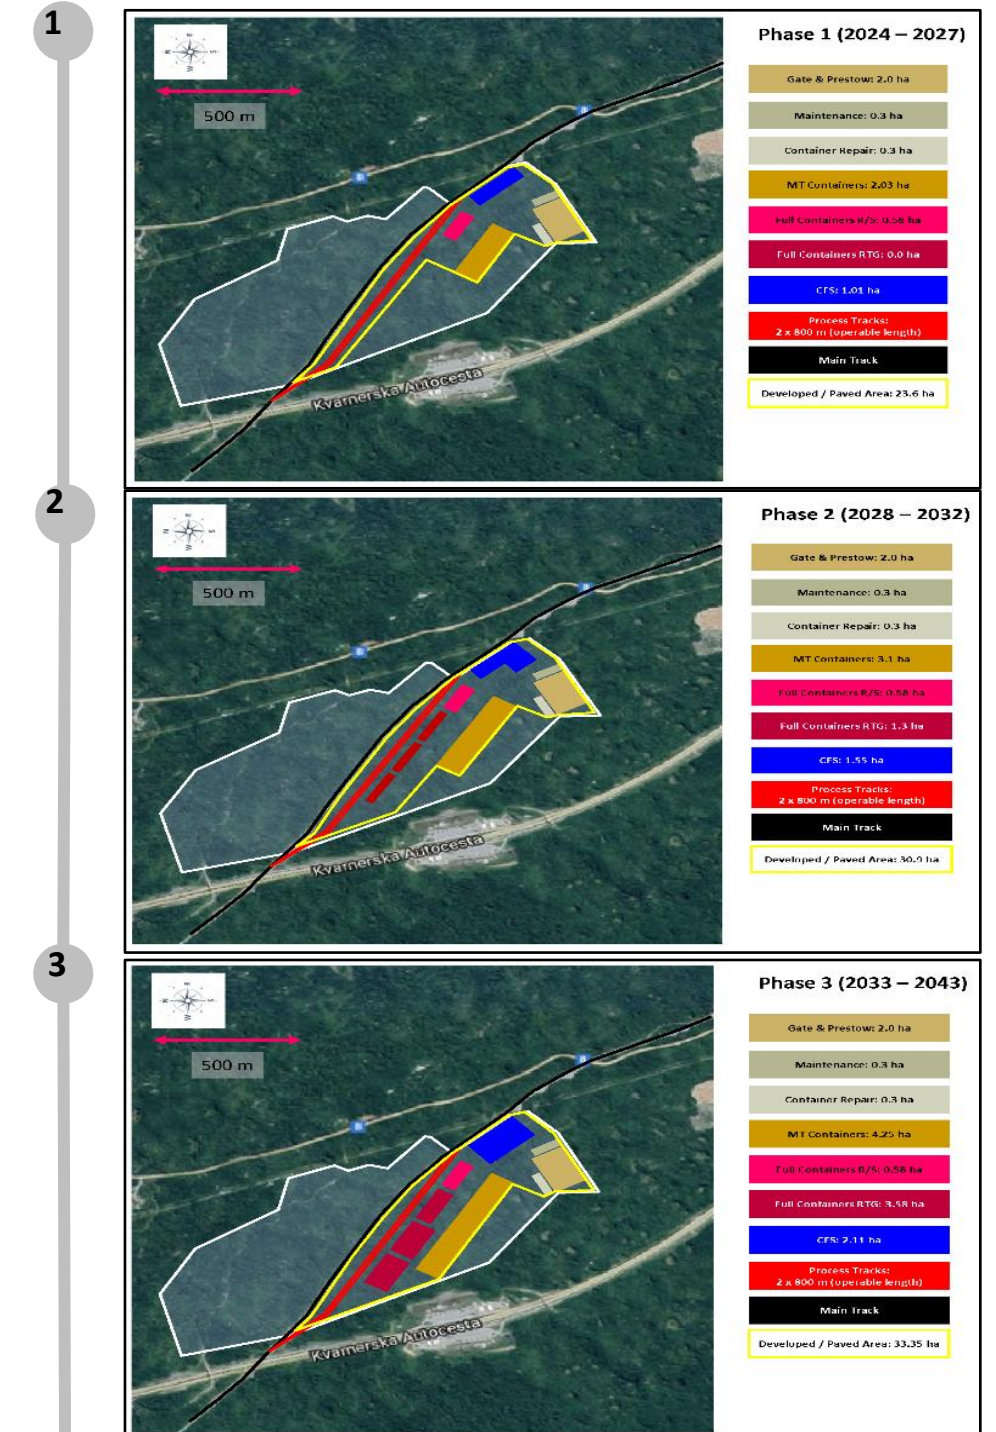 1
Phase 1 (2024 – 2027)
500 m
Gate & Prestow: 2.0 ha
Maintenance: 0.3 ha
Container Repair: 0.3 ha
MT Containers: 2.03 ha
Full Containers R/S: 0.58 ha
Full Containers RTG: 0.0 ha
CFS: 1.01 ha
Process Tracks:
2 x 800 m (operable length)
Main Track
Developed / Paved Area: 23.6 ha
Kvarnerska Autocesta
2
Phase 2 (2028 – 2032)
500 m
Gate & Prestow: 2.0 ha
Maintenance: 0.3 ha
Container Repair: 0.3 ha
MT Containers: 3.1 ha
Full Containers R/S: 0.58 ha
Full Containers RTG: 1.3 ha
CFS: 1.55 ha
Process Tracks:
2 x 800 m (operable length)
Main Track
Developed / Paved Area: 30.9 ha
Kvarnerska Autocesta
3
Phase 3 (2033 – 2043)
500 m
Gate & Prestow: 2.0 ha
Maintenance: 0.3 ha
Container Repair: 0.3 ha
MT Containers: 4.25 ha
Full Containers R/S: 0.58 ha
Full Containers RTG: 3.58 ha
CFS: 2.11 ha
Process Tracks:
2 x 800 m (operable length)
Main Track
Developed / Paved Area: 33.35 ha
Kvarnerska Autocesta